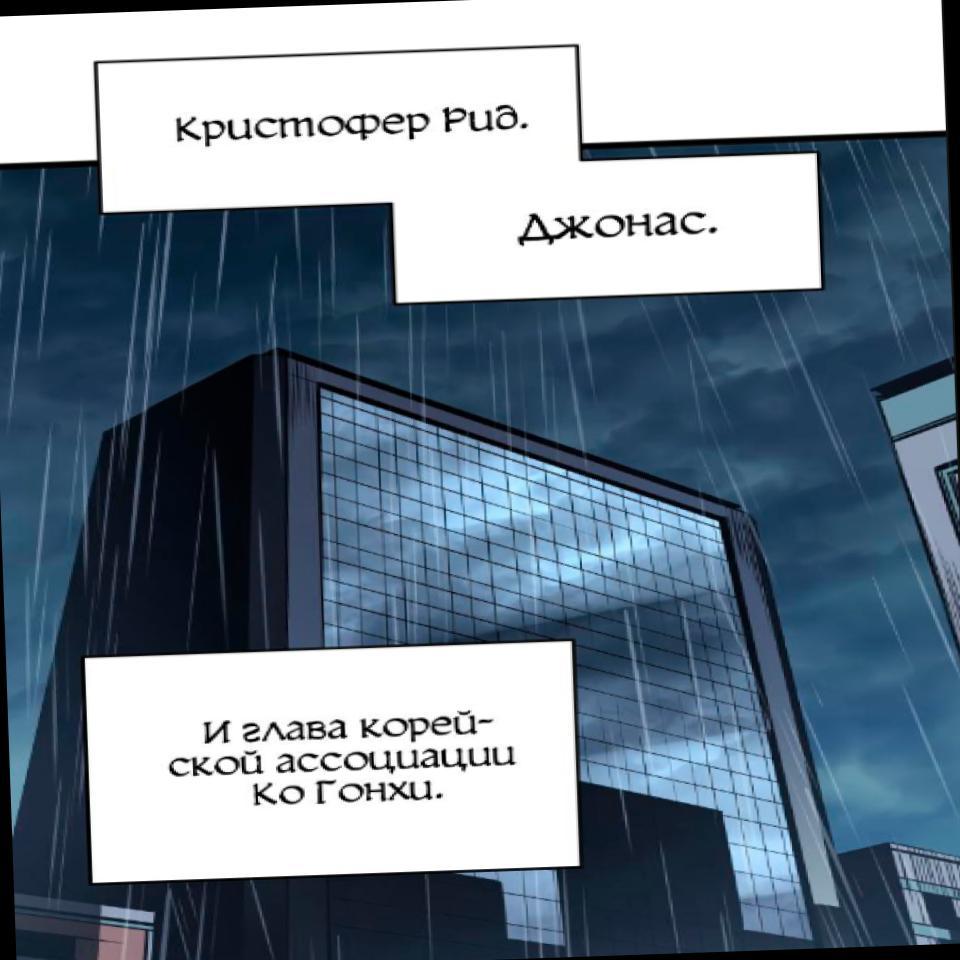 Кристофер Рид.
Джонас.
И глава корей-
ской ассоциации
Ко Гонхи.